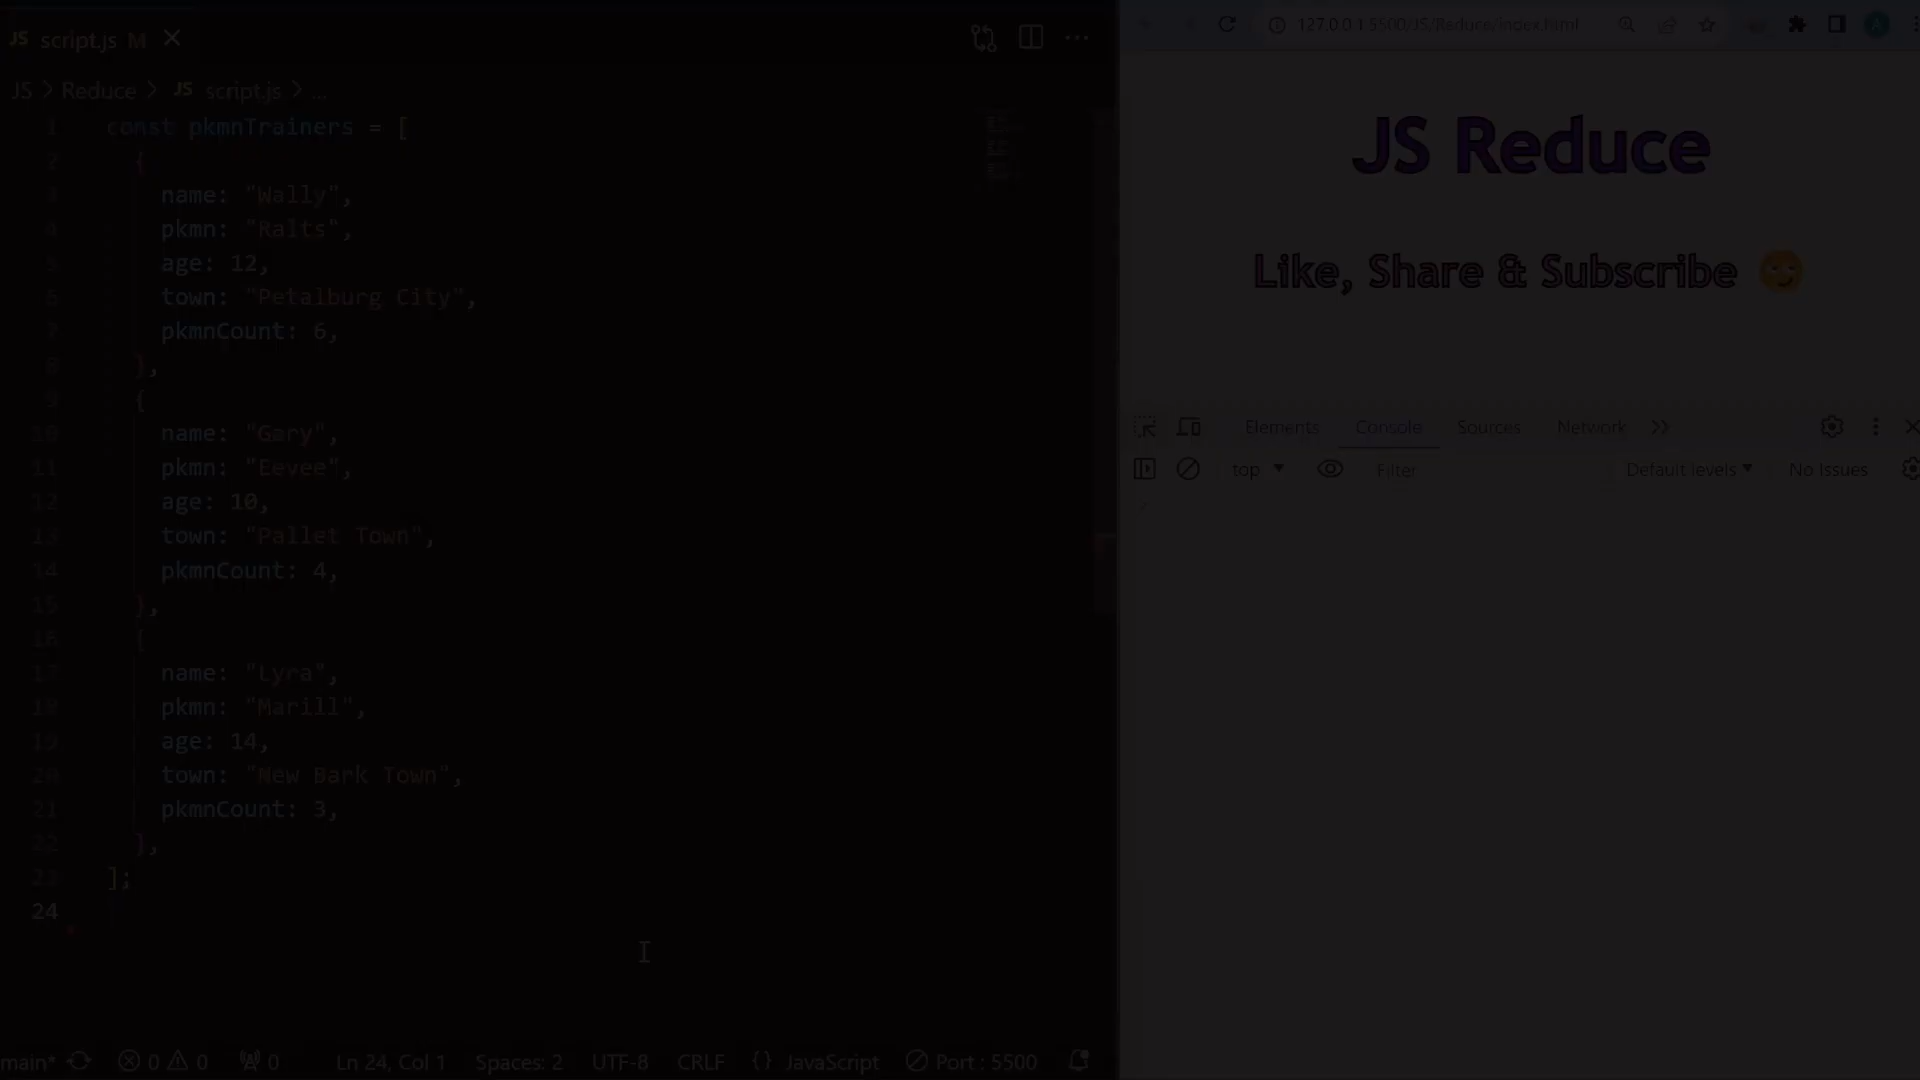 JS script.js M
JS > Reduce > JS script.js > ...
1 const pkmnTrainers = [
2 {
3 name: "Wally",
4 pkmn: "Ralts",
5 age: 12,
6 town: "Petalburg City",
7 pkmnCount: 6,
8 },
9 {
10 name: "Gary",
11 pkmn: "Eevee",
12 age: 10,
13 town: "Pallet Town",
14 pkmnCount: 4,
15 },
16 {
17 name: "Lyra",
18 pkmn: "Marill",
19 age: 14,
20 town: "New Bark Town",
21 pkmnCount: 3,
22 },
23 ];
24
main* 0 0 0 Ln 24, Col 1 Spaces: 2 UTF-8 CRLF {} JavaScript Port : 5500
127.0.0.1:5500/JS/Reduce/index.html
JS Reduce
Like, Share & Subscribe 😏
Elements Console Sources Network >>
top Filter Default levels No Issues